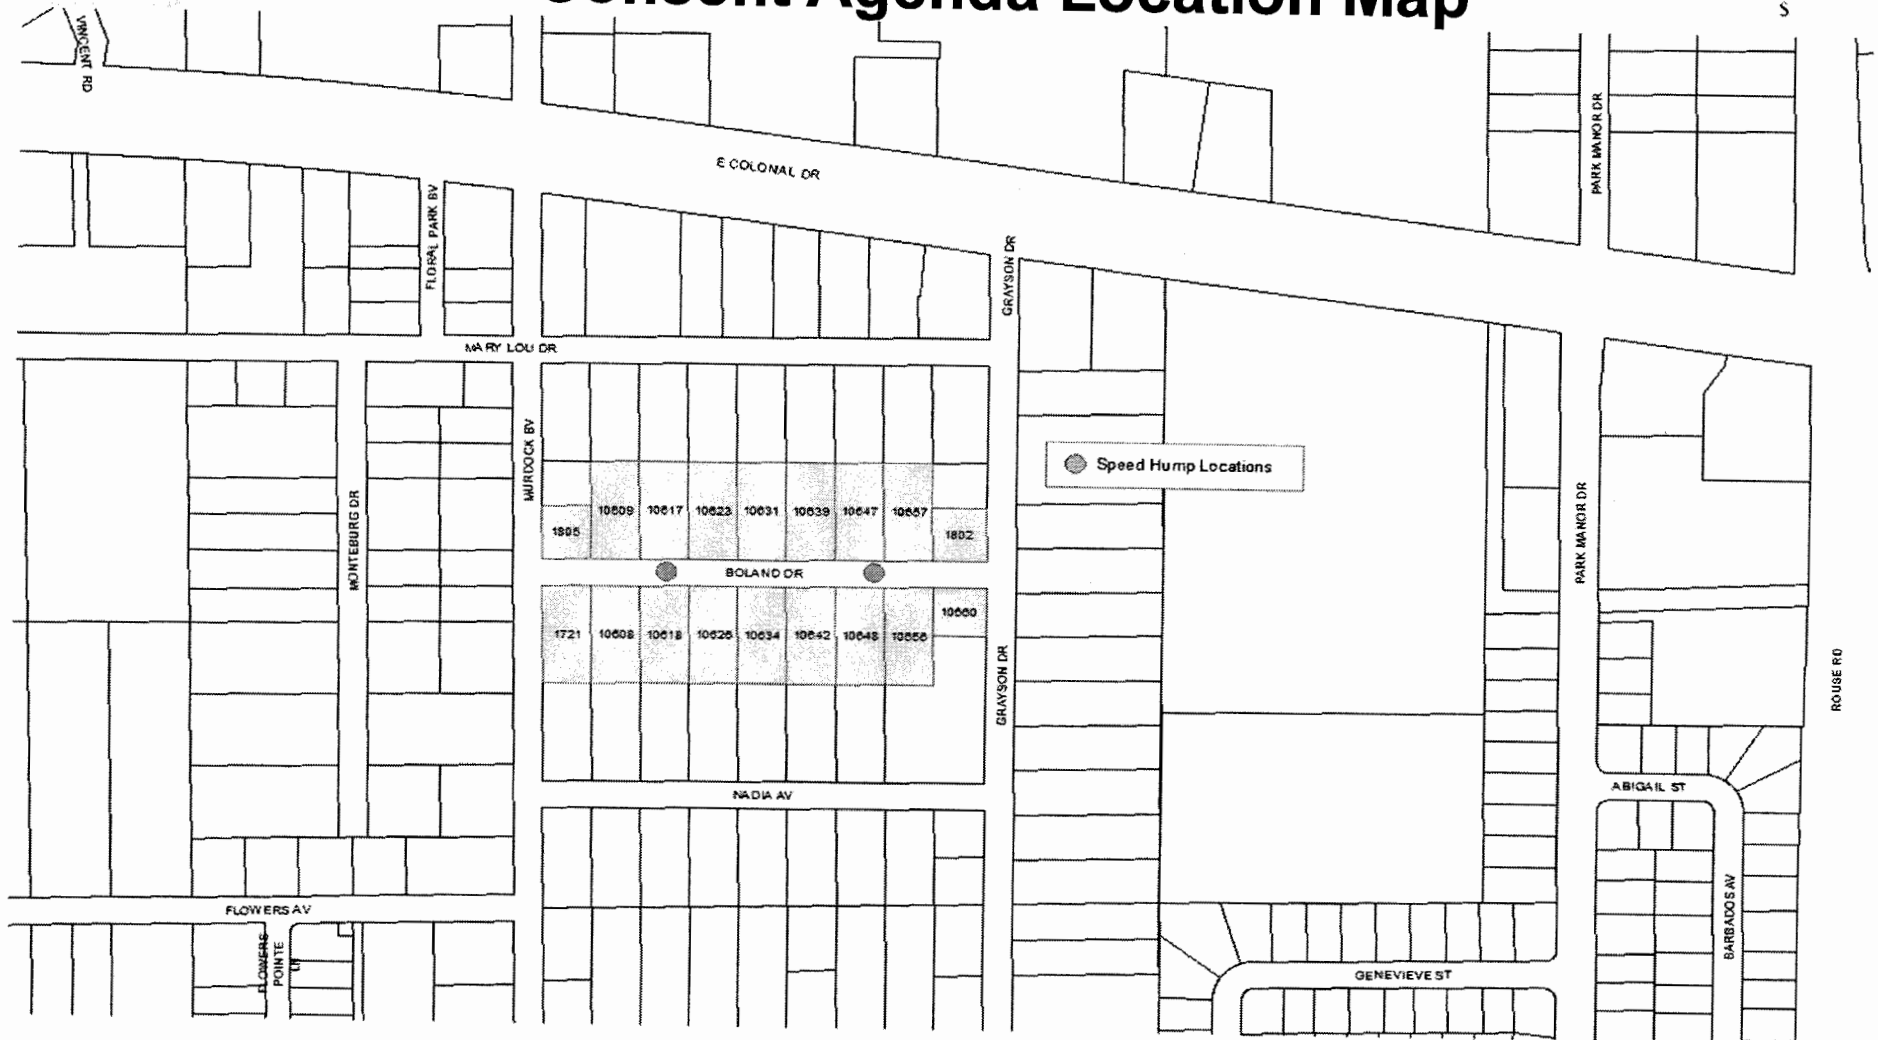 Consent Agenda Location Map
S
VINCENT RD
PARK MANOR DR
E COLONIAL DR
FLORAL PARK BV
GRAYSON DR
MARY LOU DR
MURDOCK BV
Speed Hump Locations
MONTEBURG DR
PARK MANOR DR
10609 10617 10623 10631 10639 10647 10657
1805 1802
BOLAND DR
10660
1721 10608 10618 10626 10634 10642 10648 10656
GRAYSON DR
ROUSE RD
NADIA AV
ABIGAIL ST
BARBADOS AV
FLOWERS AV
FLOWERS
POINTE
LN
GENEVIEVE ST